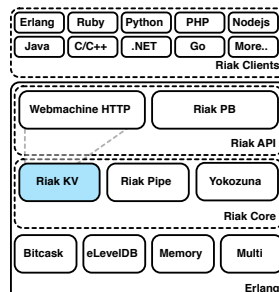 Erlang Ruby Python PHP Nodejs
Java C/C++ .NET Go More..
Riak Clients
Webmachine HTTP Riak PB
Riak API
Riak KV Riak Pipe Yokozuna
Riak Core
Bitcask eLevelDB Memory Multi
Erlang